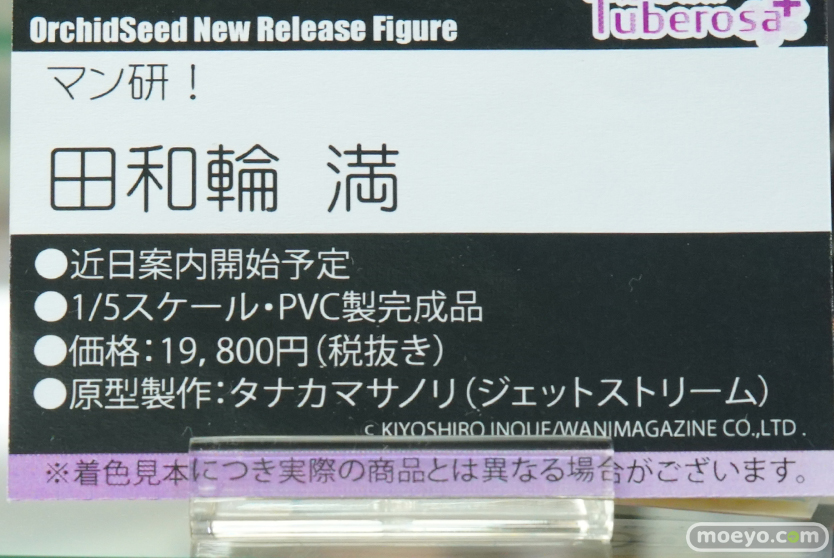 OrchidSeed New Release Figure
Tuberosa+
マン研！
田和輪 満
●近日案内開始予定
●1/5スケール・PVC製完成品
●価格：19,800円（税抜き）
●原型製作：タナカマサノリ（ジェットストリーム）
c KIYOSHIRO INOUE/WANIMAGAZINE CO.,LTD .
※着色見本につき実際の商品とは異なる場合がございます。
moeyo.com